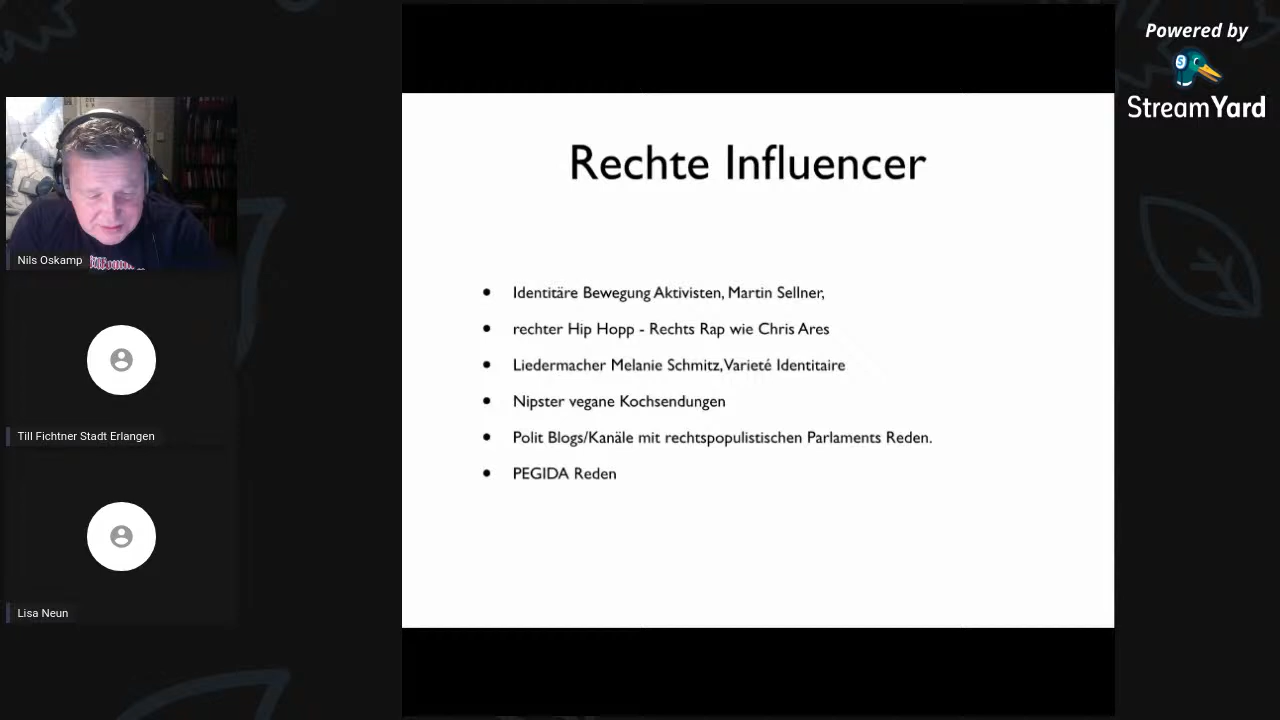 Powered by
StreamYard
Rechte Influencer
Nils Oskamp
• Identitäre Bewegung Aktivisten, Martin Sellner,
• rechter Hip Hopp - Rechts Rap wie Chris Ares
• Liedermacher Melanie Schmitz, Varieté Identitaire
• Nipster vegane Kochsendungen
Till Fichtner Stadt Erlangen
• Polit Blogs/Kanäle mit rechtspopulistischen Parlaments Reden.
• PEGIDA Reden
Lisa Neun